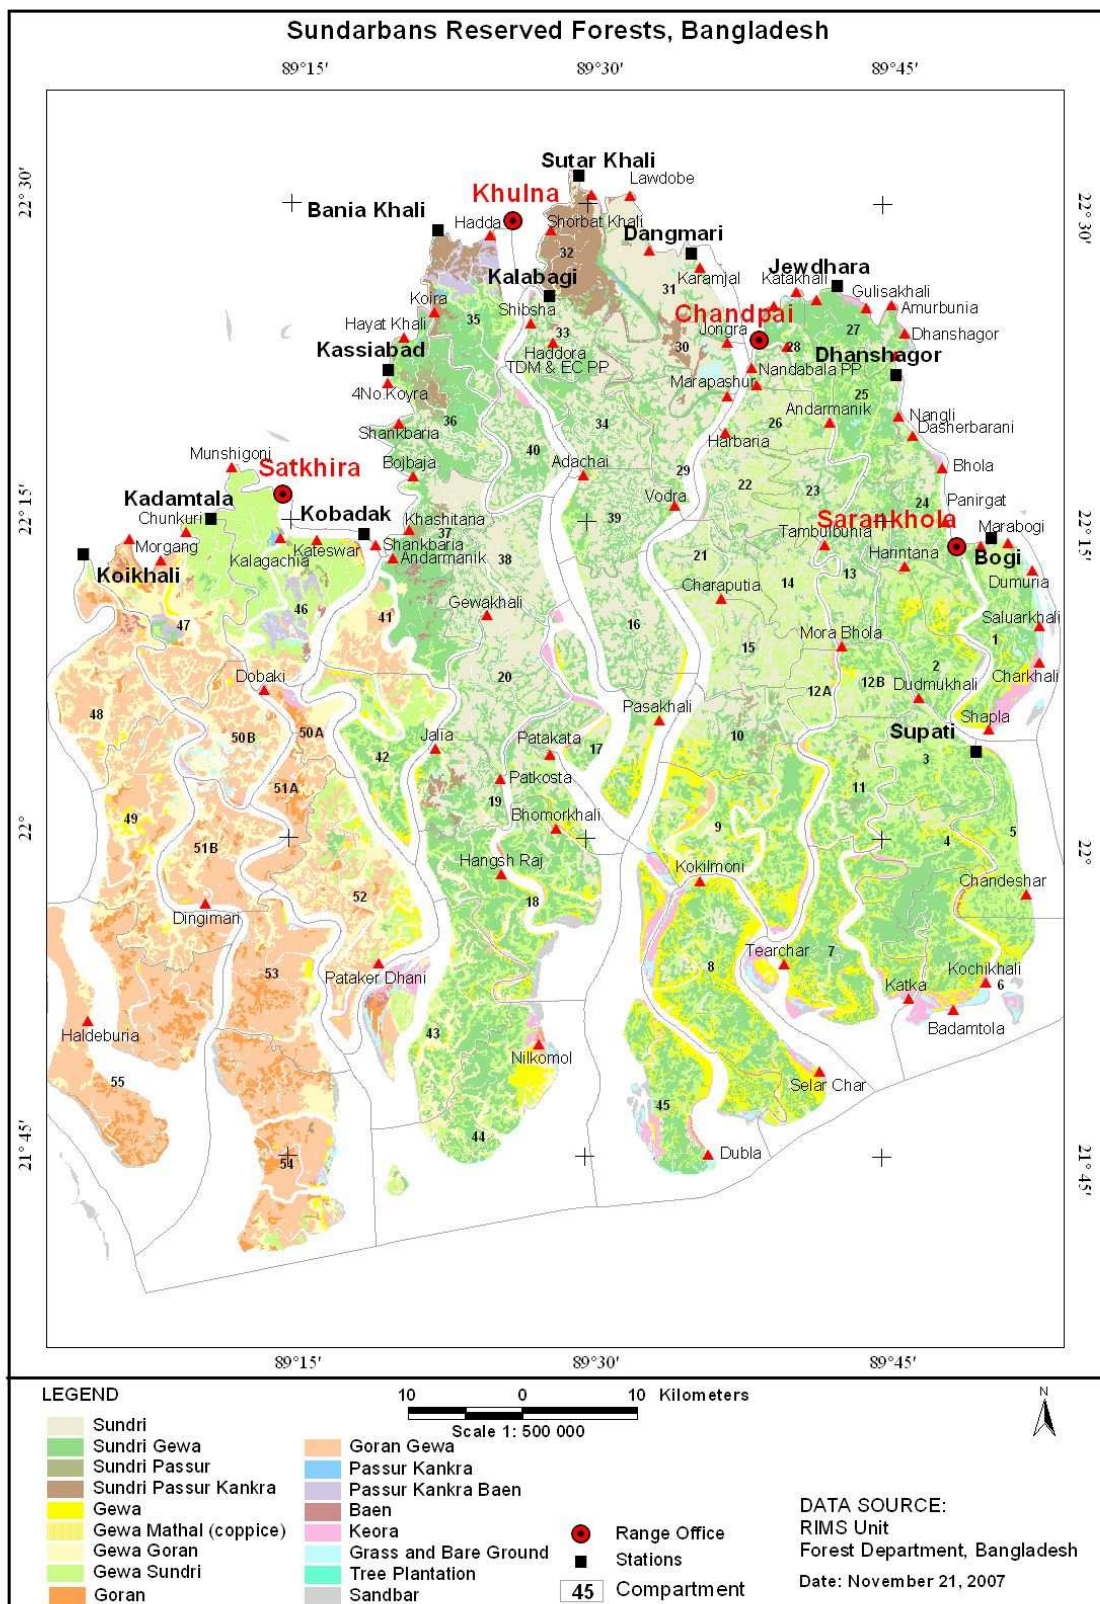 Sundarbans Reserved Forests, Bangladesh
89°15'
89°30'
89°45'
22° 30'
22° 30'
Sutar Khali
Lawdobe
Khulna
Bania Khali
Hadda
Shorbat Khali
Dangmari
32
Karamjal
Jewdhara
Katakhali
Kalabagi
31
Gulisakhali
Amurbunia
Koira
Shibsha
Chandpai
35
33
27
Hayat Khali
Jongra
Dhanshagor
Haddora
30
28
Kassiabad
TDM & EC PP
Dhanshagor
Nandabala PP
4No.Koyra
Marapashur
25
36
Andarmanik
Nangli
Shankbaria
34
26
Dasherbarani
Harbaria
Munshigonj
Satkhira
Bojbaja
40
Adachai
29
Bhola
22
23
Kadamtala
Vodra
24
Panirgat
22° 15'
22° 15'
Chunkuri
Kobadak
Khashitana
39
Sarankhola
Marabogi
37
Tambulbunia
Morgang
Kalagachia
Kateswar
Shankbaria
Bogi
Andarmanik
38
21
Harintana
Koikhali
14
13
Dumuria
Charaputia
46
Gewakhali
41
47
16
Saluarkhali
1
15
Mora Bhola
2
20
Charkhali
Dobaki
12A
12B
Dudmukhali
48
50A
Pasakhali
Shapla
50B
Jalia
Patakata
17
10
Supati
42
3
Patkosta
51A
11
19
49
Bhomorkhali
9
5
51B
4
22°
22°
Hangsh Raj
Kokilmoni
Chandeshar
52
Dingimari
18
53
Tearchar
7
Pataker Dhani
8
Kochikhali
6
Katka
Haldeburia
43
Badamtola
Nilkomol
55
Selar Char
45
44
Dubla
54
21° 45'
21° 45'
89°15'
89°30'
89°45'
LEGEND
Sundri
Sundri Gewa
Sundri Passur
Sundri Passur Kankra
Gewa
Gewa Mathal (coppice)
Gewa Goran
Gewa Sundri
Goran
Goran Gewa
Passur Kankra
Passur Kankra Baen
Baen
Keora
Grass and Bare Ground
Tree Plantation
Sandbar
10 0 10 Kilometers
Scale 1: 500 000
Range Office
Stations
45 Compartment
N
DATA SOURCE:
RIMS Unit
Forest Department, Bangladesh
Date: November 21, 2007